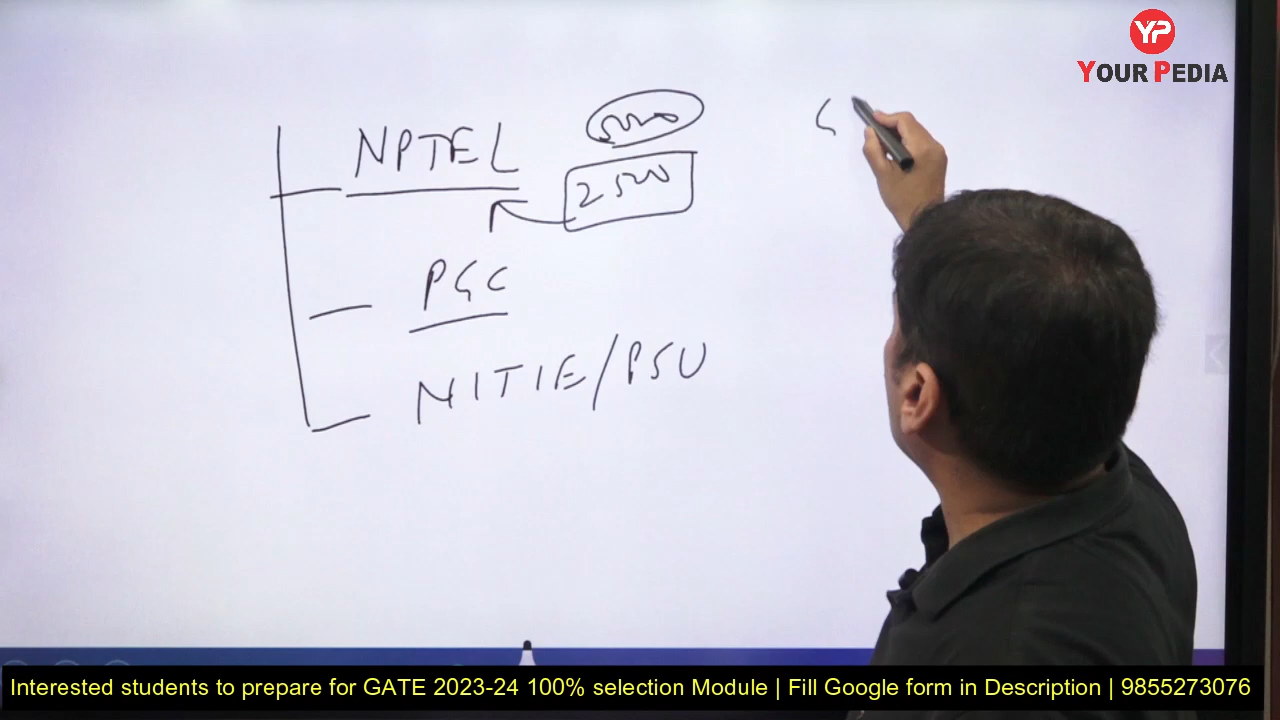 YP
YOUR PEDIA
NPTEL
5000
2500
PGC
NITIE/PSU
Interested students to prepare for GATE 2023-24 100% selection Module | Fill Google form in Description | 9855273076